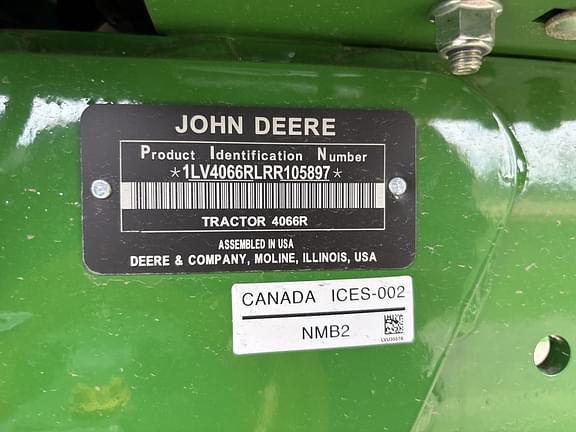 JOHN DEERE
Product Identification Number
*1LV4066RLRR105897*
TRACTOR 4066R
ASSEMBLED IN USA
DEERE & COMPANY, MOLINE, ILLINOIS, USA
CANADA ICES-002
NMB2